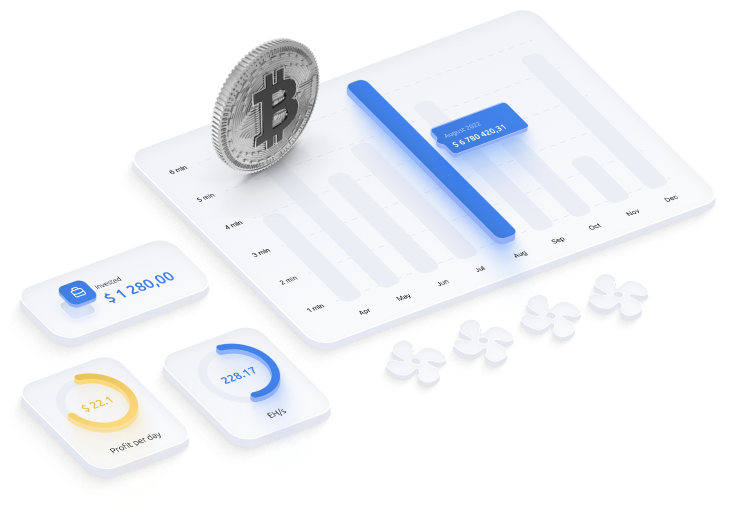 6 mln
5 mln
4 mln
3 mln
2 mln
1 mln
Apr
May
Jun
Jul
Aug
Sep
Oct
Nov
Dec
August 2022
$ 6 780 420,31
Invested
$ 1 280,00
$ 22.1
Profit per day
228.17
EH/s